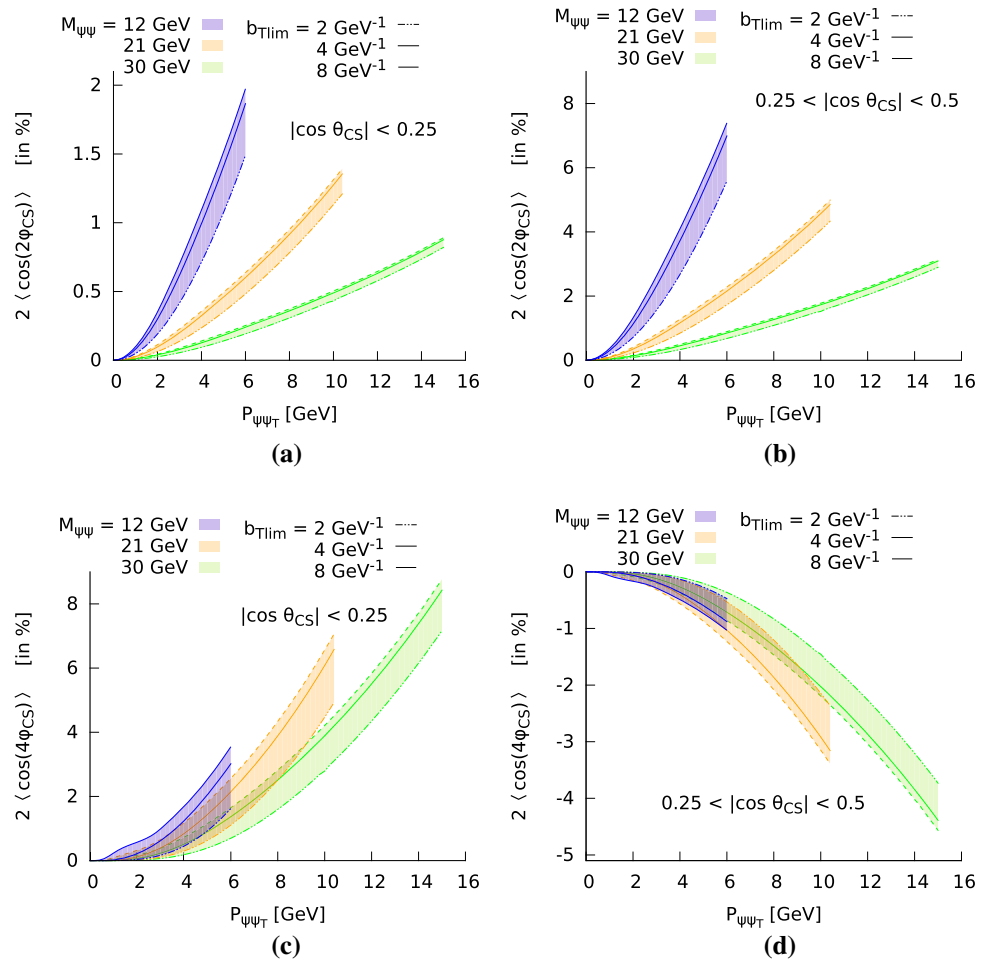 M_ψψ = 12 GeV
21 GeV
30 GeV
b_Tlim = 2 GeV⁻¹
4 GeV⁻¹
8 GeV⁻¹
|cos θ_CS| < 0.25
2 ⟨ cos(2φ_CS) ⟩ [in %]
2
1.5
1
0.5
0
0 2 4 6 8 10 12 14 16
P_ψψ_T [GeV]
(a)
M_ψψ = 12 GeV
21 GeV
30 GeV
b_Tlim = 2 GeV⁻¹
4 GeV⁻¹
8 GeV⁻¹
0.25 < |cos θ_CS| < 0.5
2 ⟨ cos(2φ_CS) ⟩ [in %]
8
6
4
2
0
0 2 4 6 8 10 12 14 16
P_ψψ_T [GeV]
(b)
M_ψψ = 12 GeV
21 GeV
30 GeV
b_Tlim = 2 GeV⁻¹
4 GeV⁻¹
8 GeV⁻¹
|cos θ_CS| < 0.25
2 ⟨ cos(4φ_CS) ⟩ [in %]
8
6
4
2
0
0 2 4 6 8 10 12 14 16
P_ψψ_T [GeV]
(c)
M_ψψ = 12 GeV
21 GeV
30 GeV
b_Tlim = 2 GeV⁻¹
4 GeV⁻¹
8 GeV⁻¹
2 ⟨ cos(4φ_CS) ⟩ [in %]
0
-1
-2
-3
-4
-5
0.25 < |cos θ_CS| < 0.5
0 2 4 6 8 10 12 14 16
P_ψψ_T [GeV]
(d)